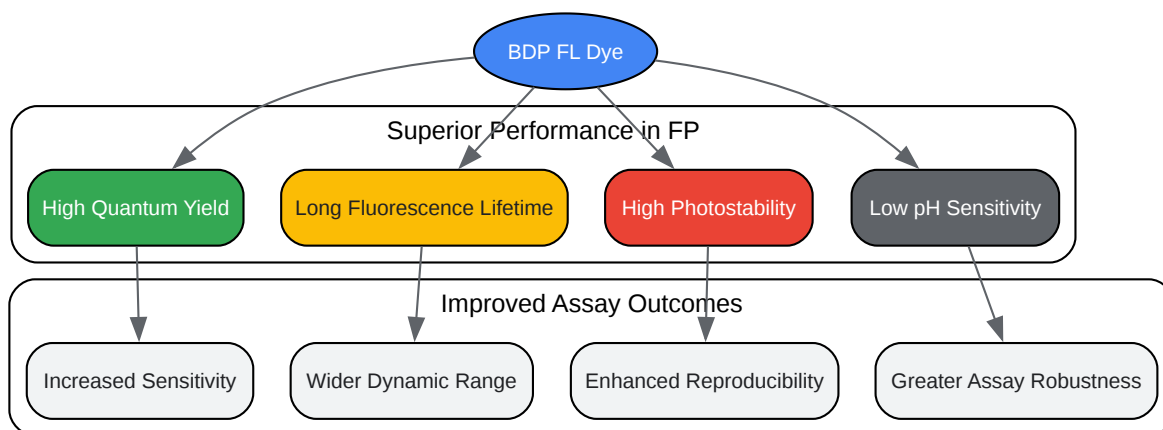 BDP FL Dye
Superior Performance in FP
High Quantum Yield
Long Fluorescence Lifetime
High Photostability
Low pH Sensitivity
Improved Assay Outcomes
Increased Sensitivity
Wider Dynamic Range
Enhanced Reproducibility
Greater Assay Robustness